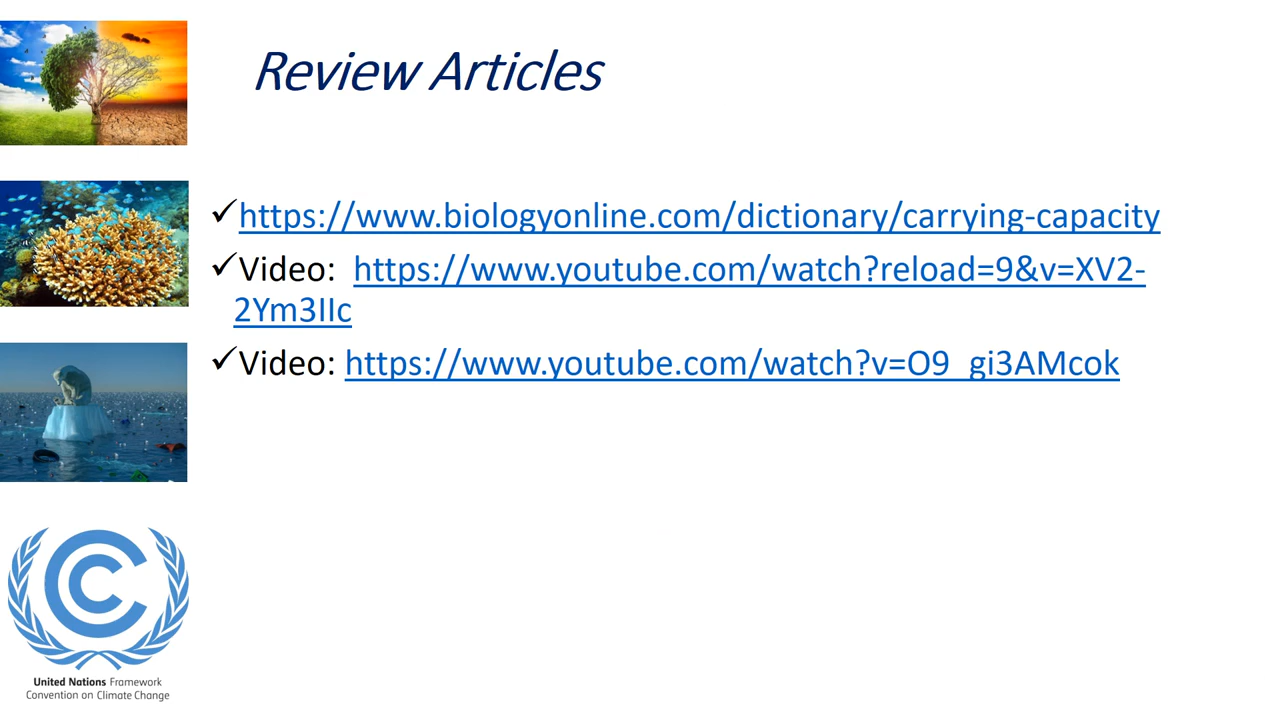 Review Articles
✓https://www.biologyonline.com/dictionary/carrying-capacity
✓Video: https://www.youtube.com/watch?reload=9&v=XV2-
2Ym3IIc
✓Video: https://www.youtube.com/watch?v=O9_gi3AMcok
United Nations Framework
Convention on Climate Change